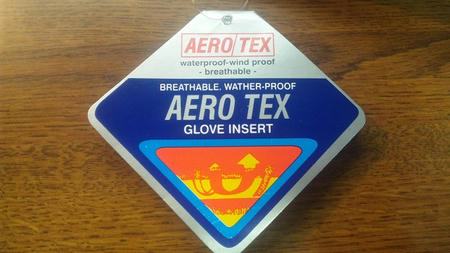 AERO TEX
waterproof-wind proof
- breathable -
BREATHABLE. WATHER-PROOF
AERO TEX
GLOVE INSERT